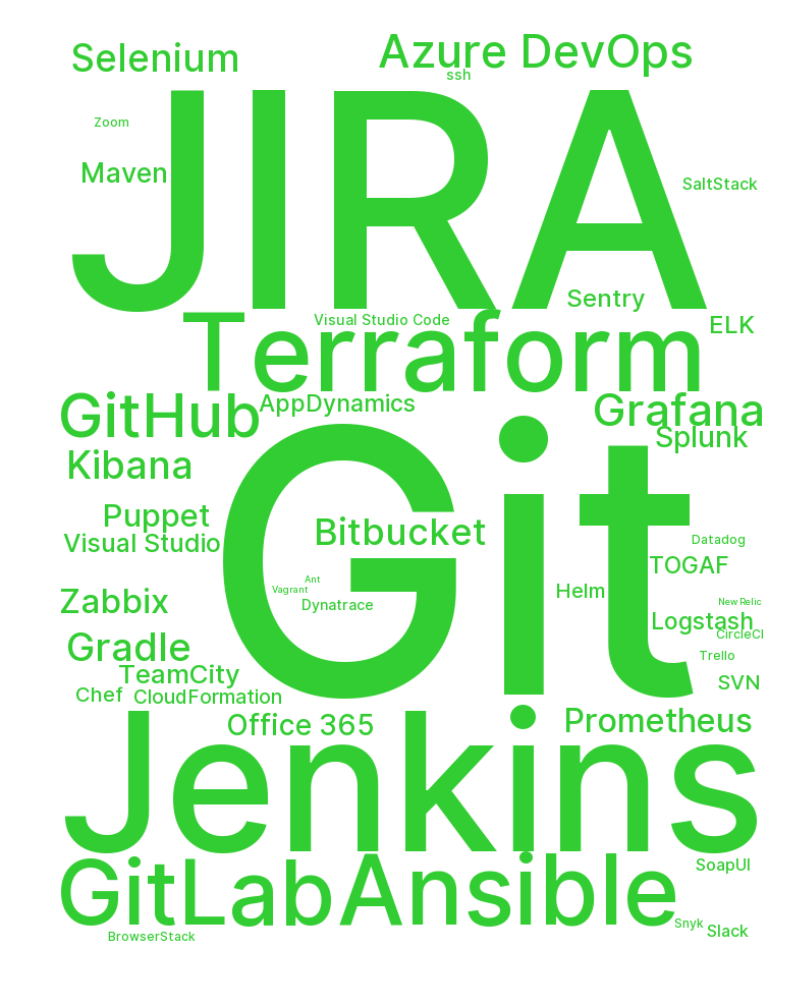 Azure DevOps
Selenium
ssh
JIRA
Zoom
Maven
SaltStack
Sentry
Terraform
Visual Studio Code
ELK
GitHub
AppDynamics
Grafana
Splunk
Kibana
Git
Puppet
Bitbucket
Visual Studio
Datadog
TOGAF
Ant
Vagrant
Helm
Zabbix
Dynatrace
New Relic
Logstash
CircleCI
Gradle
Trello
TeamCity
SVN
Chef
CloudFormation
Office 365
Prometheus
Jenkins
SoapUI
GitLab
Ansible
Snyk
Slack
BrowserStack